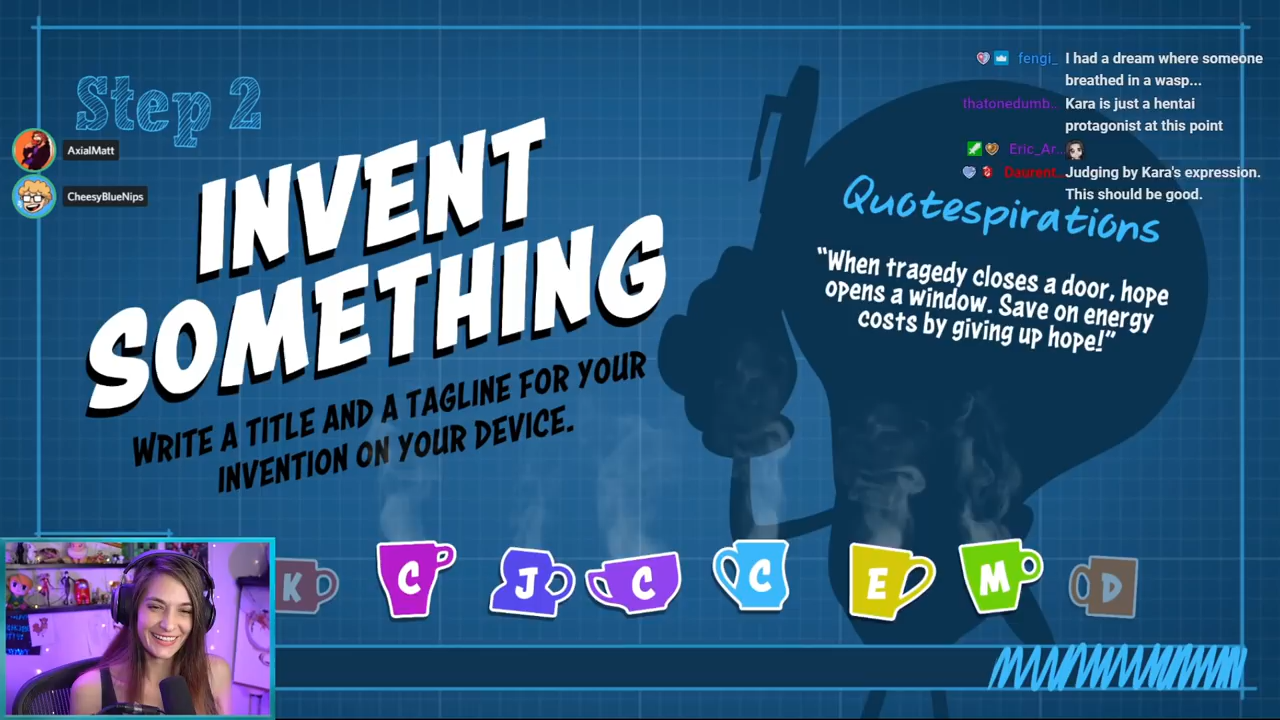 Step 2
AxialMatt
CheesyBlueNips
INVENT
SOMETHING
WRITE A TITLE AND A TAGLINE FOR YOUR
INVENTION ON YOUR DEVICE.
fengi_ I had a dream where someone
breathed in a wasp...
thatonedumb.. Kara is just a hentai
protagonist at this point
Eric_Ar..
Daurent.. Judging by Kara's expression.
This should be good.
Quotespirations
“When tragedy closes a door, hope
opens a window. Save on energy
costs by giving up hope!”
K C J C C E M D